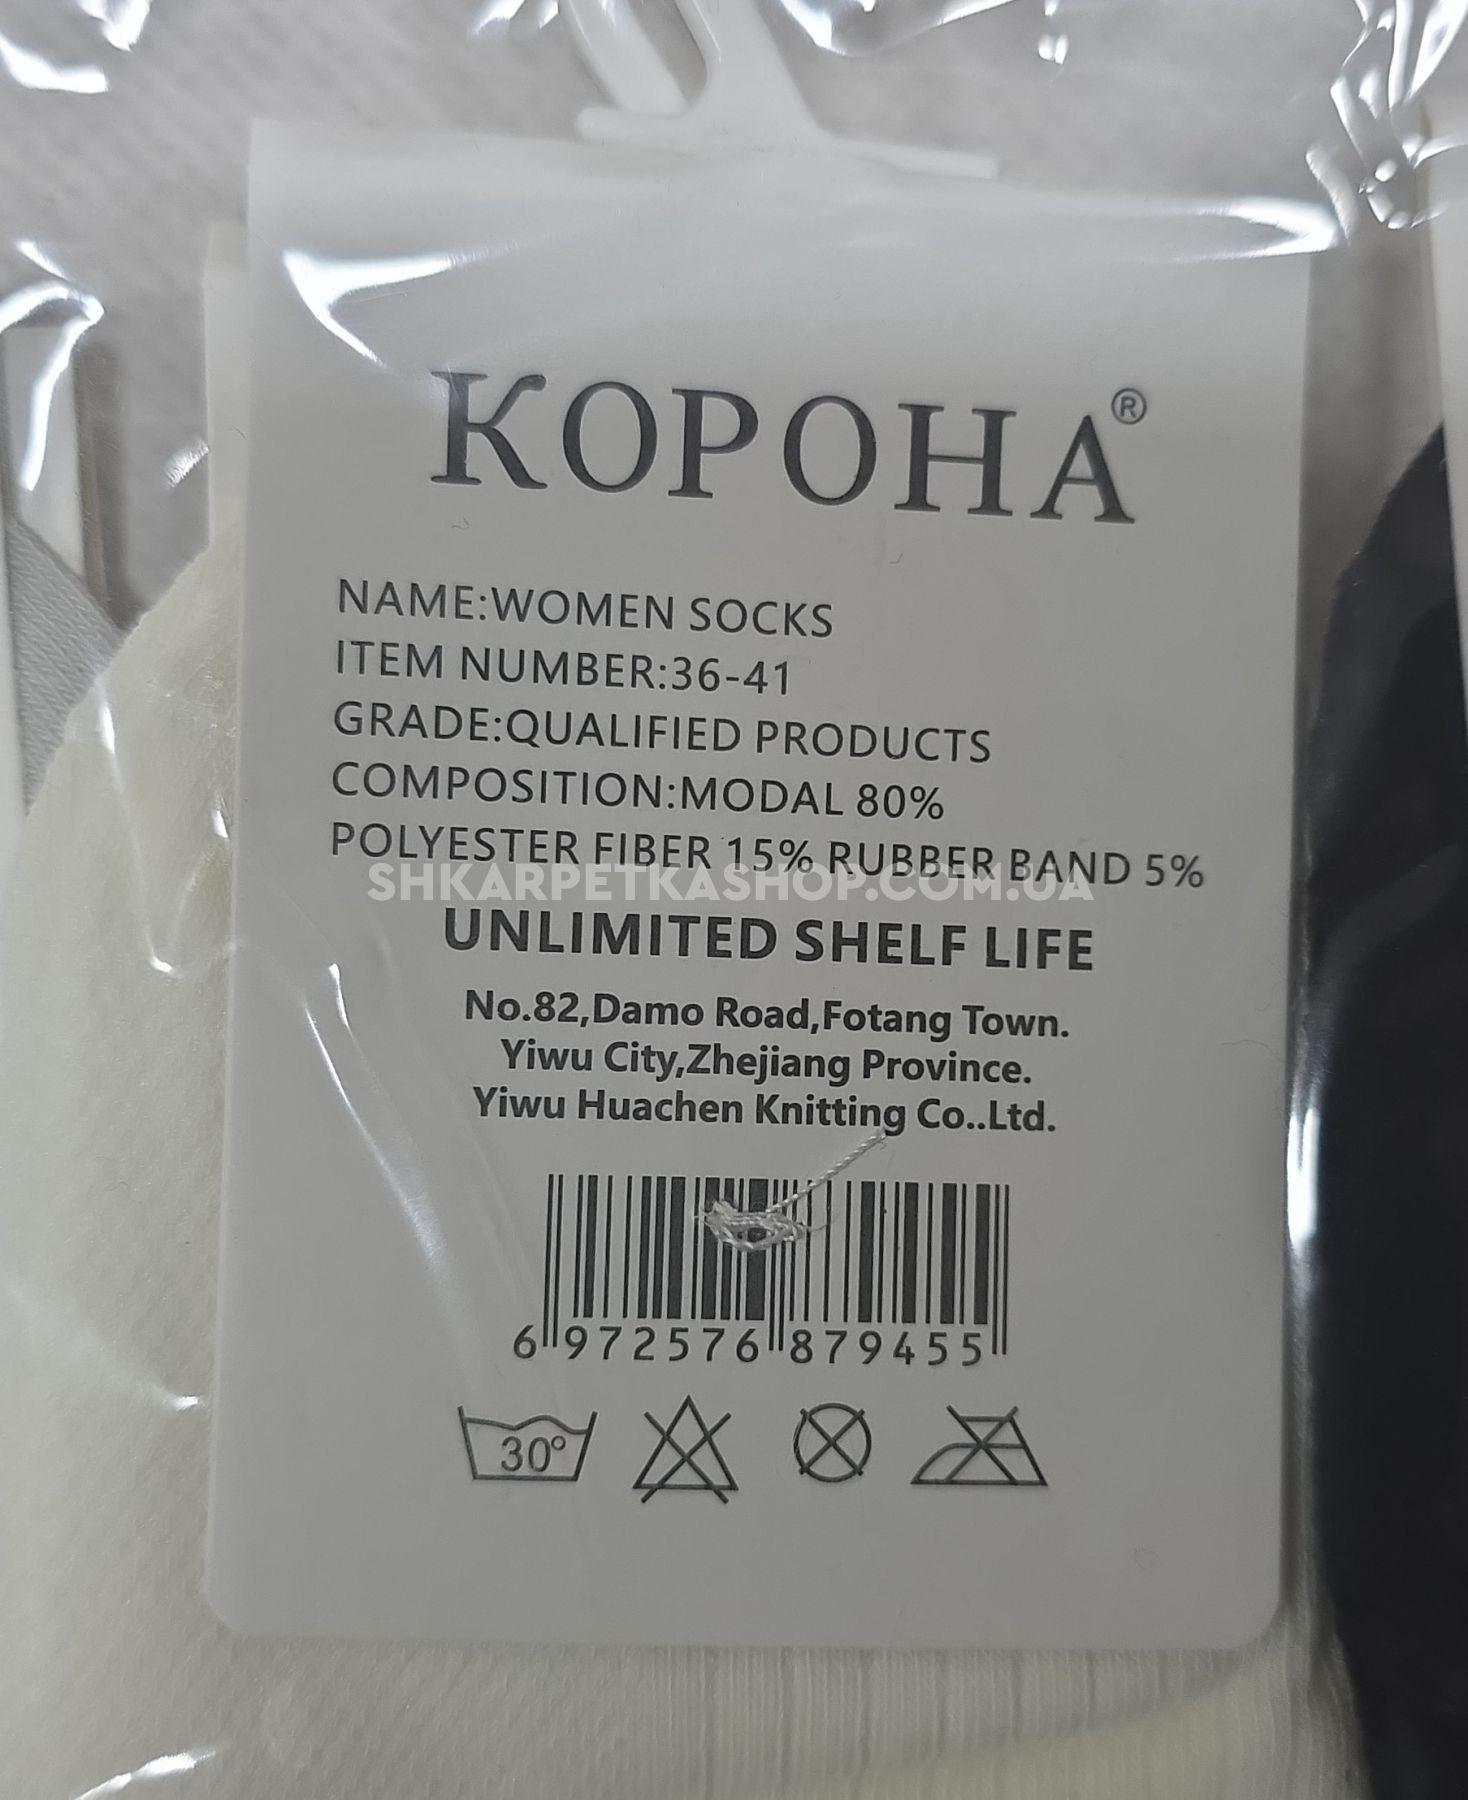 КОРОНА®
NAME:WOMEN SOCKS
ITEM NUMBER:36-41
GRADE:QUALIFIED PRODUCTS
COMPOSITION:MODAL 80%
POLYESTER FIBER 15% RUBBER BAND 5%
SHKARPETKASHOP.COM.UA
UNLIMITED SHELF LIFE
No.82,Damo Road,Fotang Town.
Yiwu City,Zhejiang Province.
Yiwu Huachen Knitting Co..Ltd.
6 972576 879455
30°